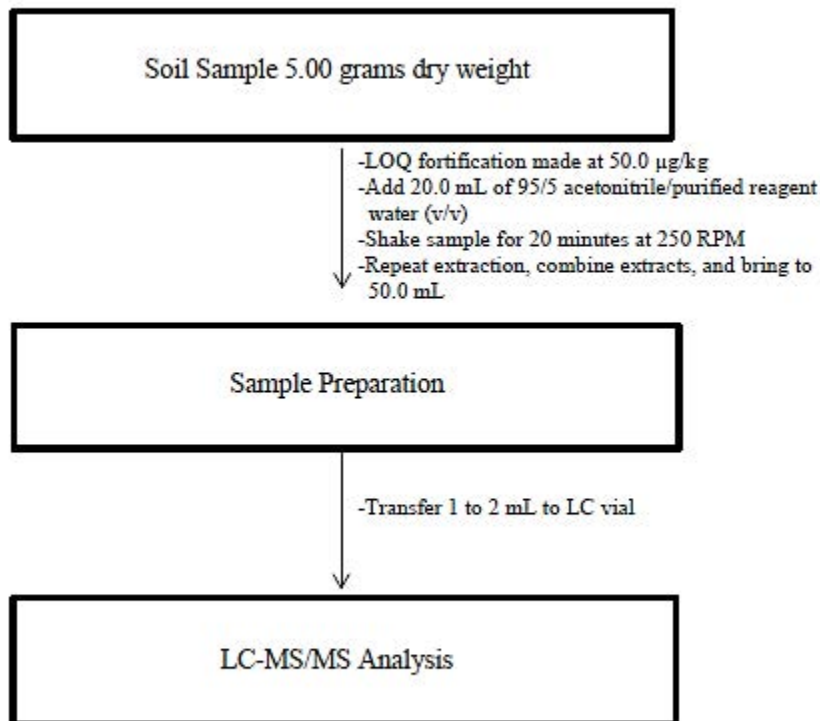 Soil Sample 5.00 grams dry weight
-LOQ fortification made at 50.0 µg/kg
-Add 20.0 mL of 95/5 acetonitrile/purified reagent
water (v/v)
-Shake sample for 20 minutes at 250 RPM
-Repeat extraction, combine extracts, and bring to
50.0 mL
Sample Preparation
-Transfer 1 to 2 mL to LC vial
LC-MS/MS Analysis